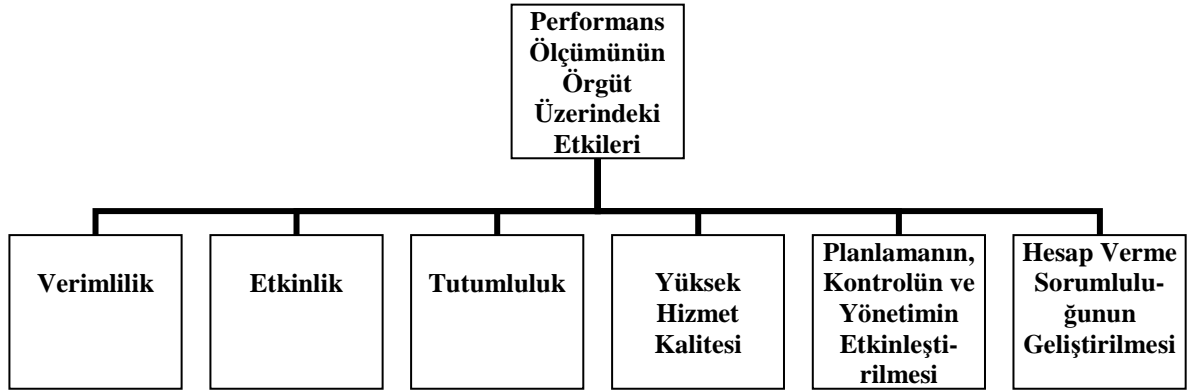 Performans
Ölçümünün
Örgüt
Üzerindeki
Etkileri
Verimlilik
Etkinlik
Tutumluluk
Yüksek
Hizmet
Kalitesi
Planlamanın,
Kontrolün ve
Yönetimin
Etkinleşti-
rilmesi
Hesap Verme
Sorumlulu-
ğunun
Geliştirilmesi